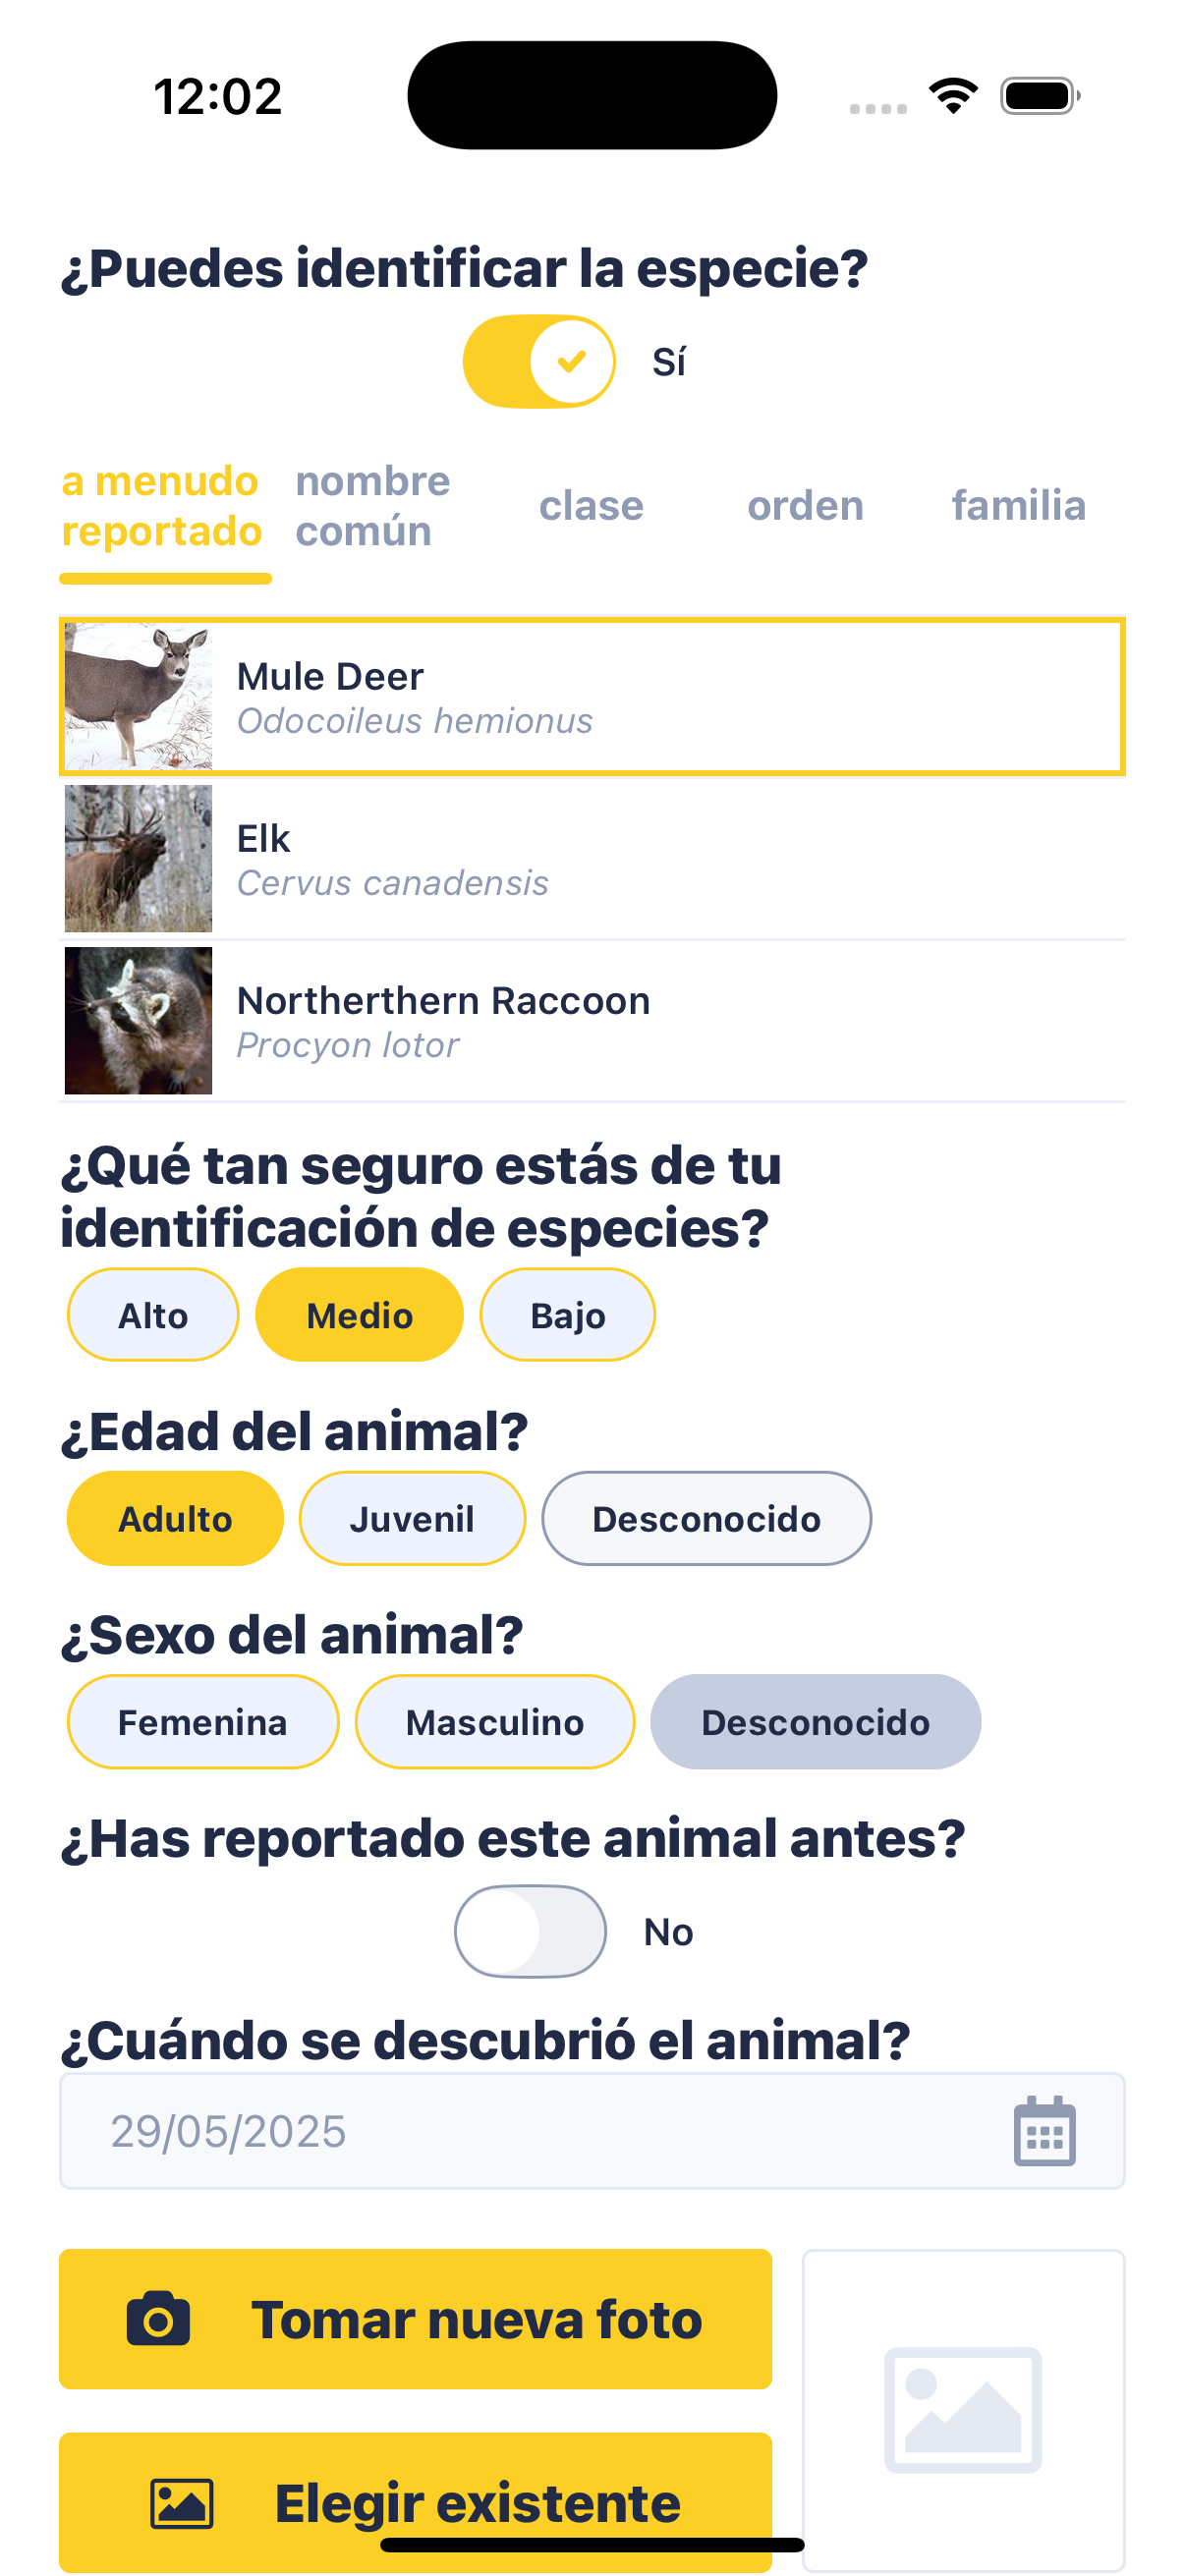 12:02
¿Puedes identificar la especie?
Sí
a menudo
reportado
nombre
común
clase
orden
familia
Mule Deer
Odocoileus hemionus
Elk
Cervus canadensis
Northerthern Raccoon
Procyon lotor
¿Qué tan seguro estás de tu
identificación de especies?
Alto
Medio
Bajo
¿Edad del animal?
Adulto
Juvenil
Desconocido
¿Sexo del animal?
Femenina
Masculino
Desconocido
¿Has reportado este animal antes?
No
¿Cuándo se descubrió el animal?
29/05/2025
Tomar nueva foto
Elegir existente